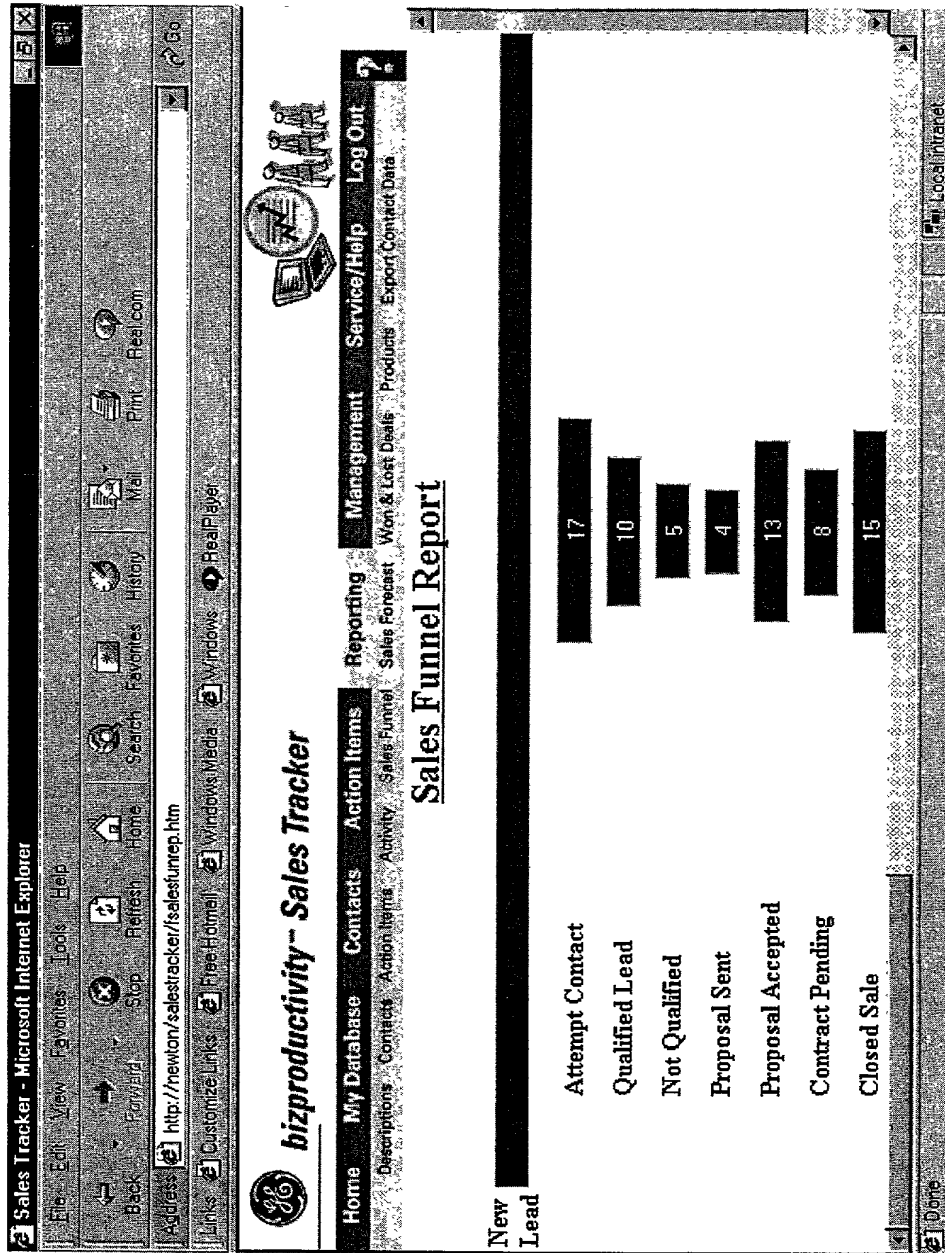 Sales Tracker - Microsoft Internet Explorer
File Edit View Favorites Tools Help
Back Forward Stop Refresh Home Search Favorites History Mail Print Real.com
Address http://newton/salestracker/fsalesfunrep.htm Go
Links Customize Links Free Hotmail Windows Media Windows RealPlayer
bizproductivity™ Sales Tracker
Home My Database Contacts Action Items Reporting Management Service/Help Log Out ?
Descriptions Contacts Action Items Activity Sales Funnel Sales Forecast Won & Lost Deals Products Export Contact Data
Sales Funnel Report
New
Lead
Attempt Contact 17
Qualified Lead 10
Not Qualified 5
Proposal Sent 4
Proposal Accepted 13
Contract Pending 8
Closed Sale 15
Done Local intranet